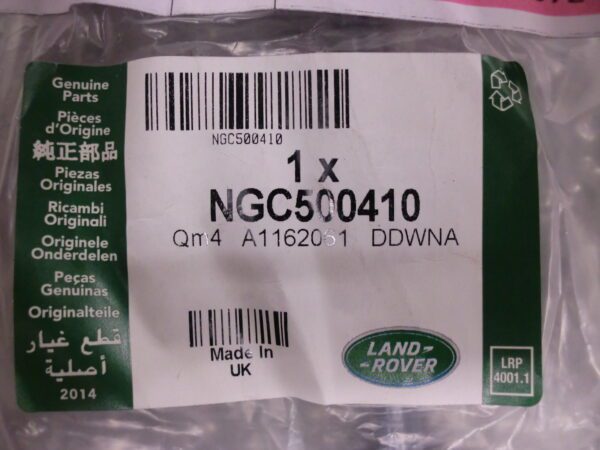 Genuine
Parts
Pièces
d'Origine
純正部品
Piezas
Originales
Ricambi
Originali
Originele
Onderdelen
Peças
Genuinas
Originalteile
قطع غيار
أصلية
2014
NGC500410
1 x
NGC500410
Qm4 A1162061 DDWNA
Made In
UK
LAND-
-ROVER
LRP
4001.1